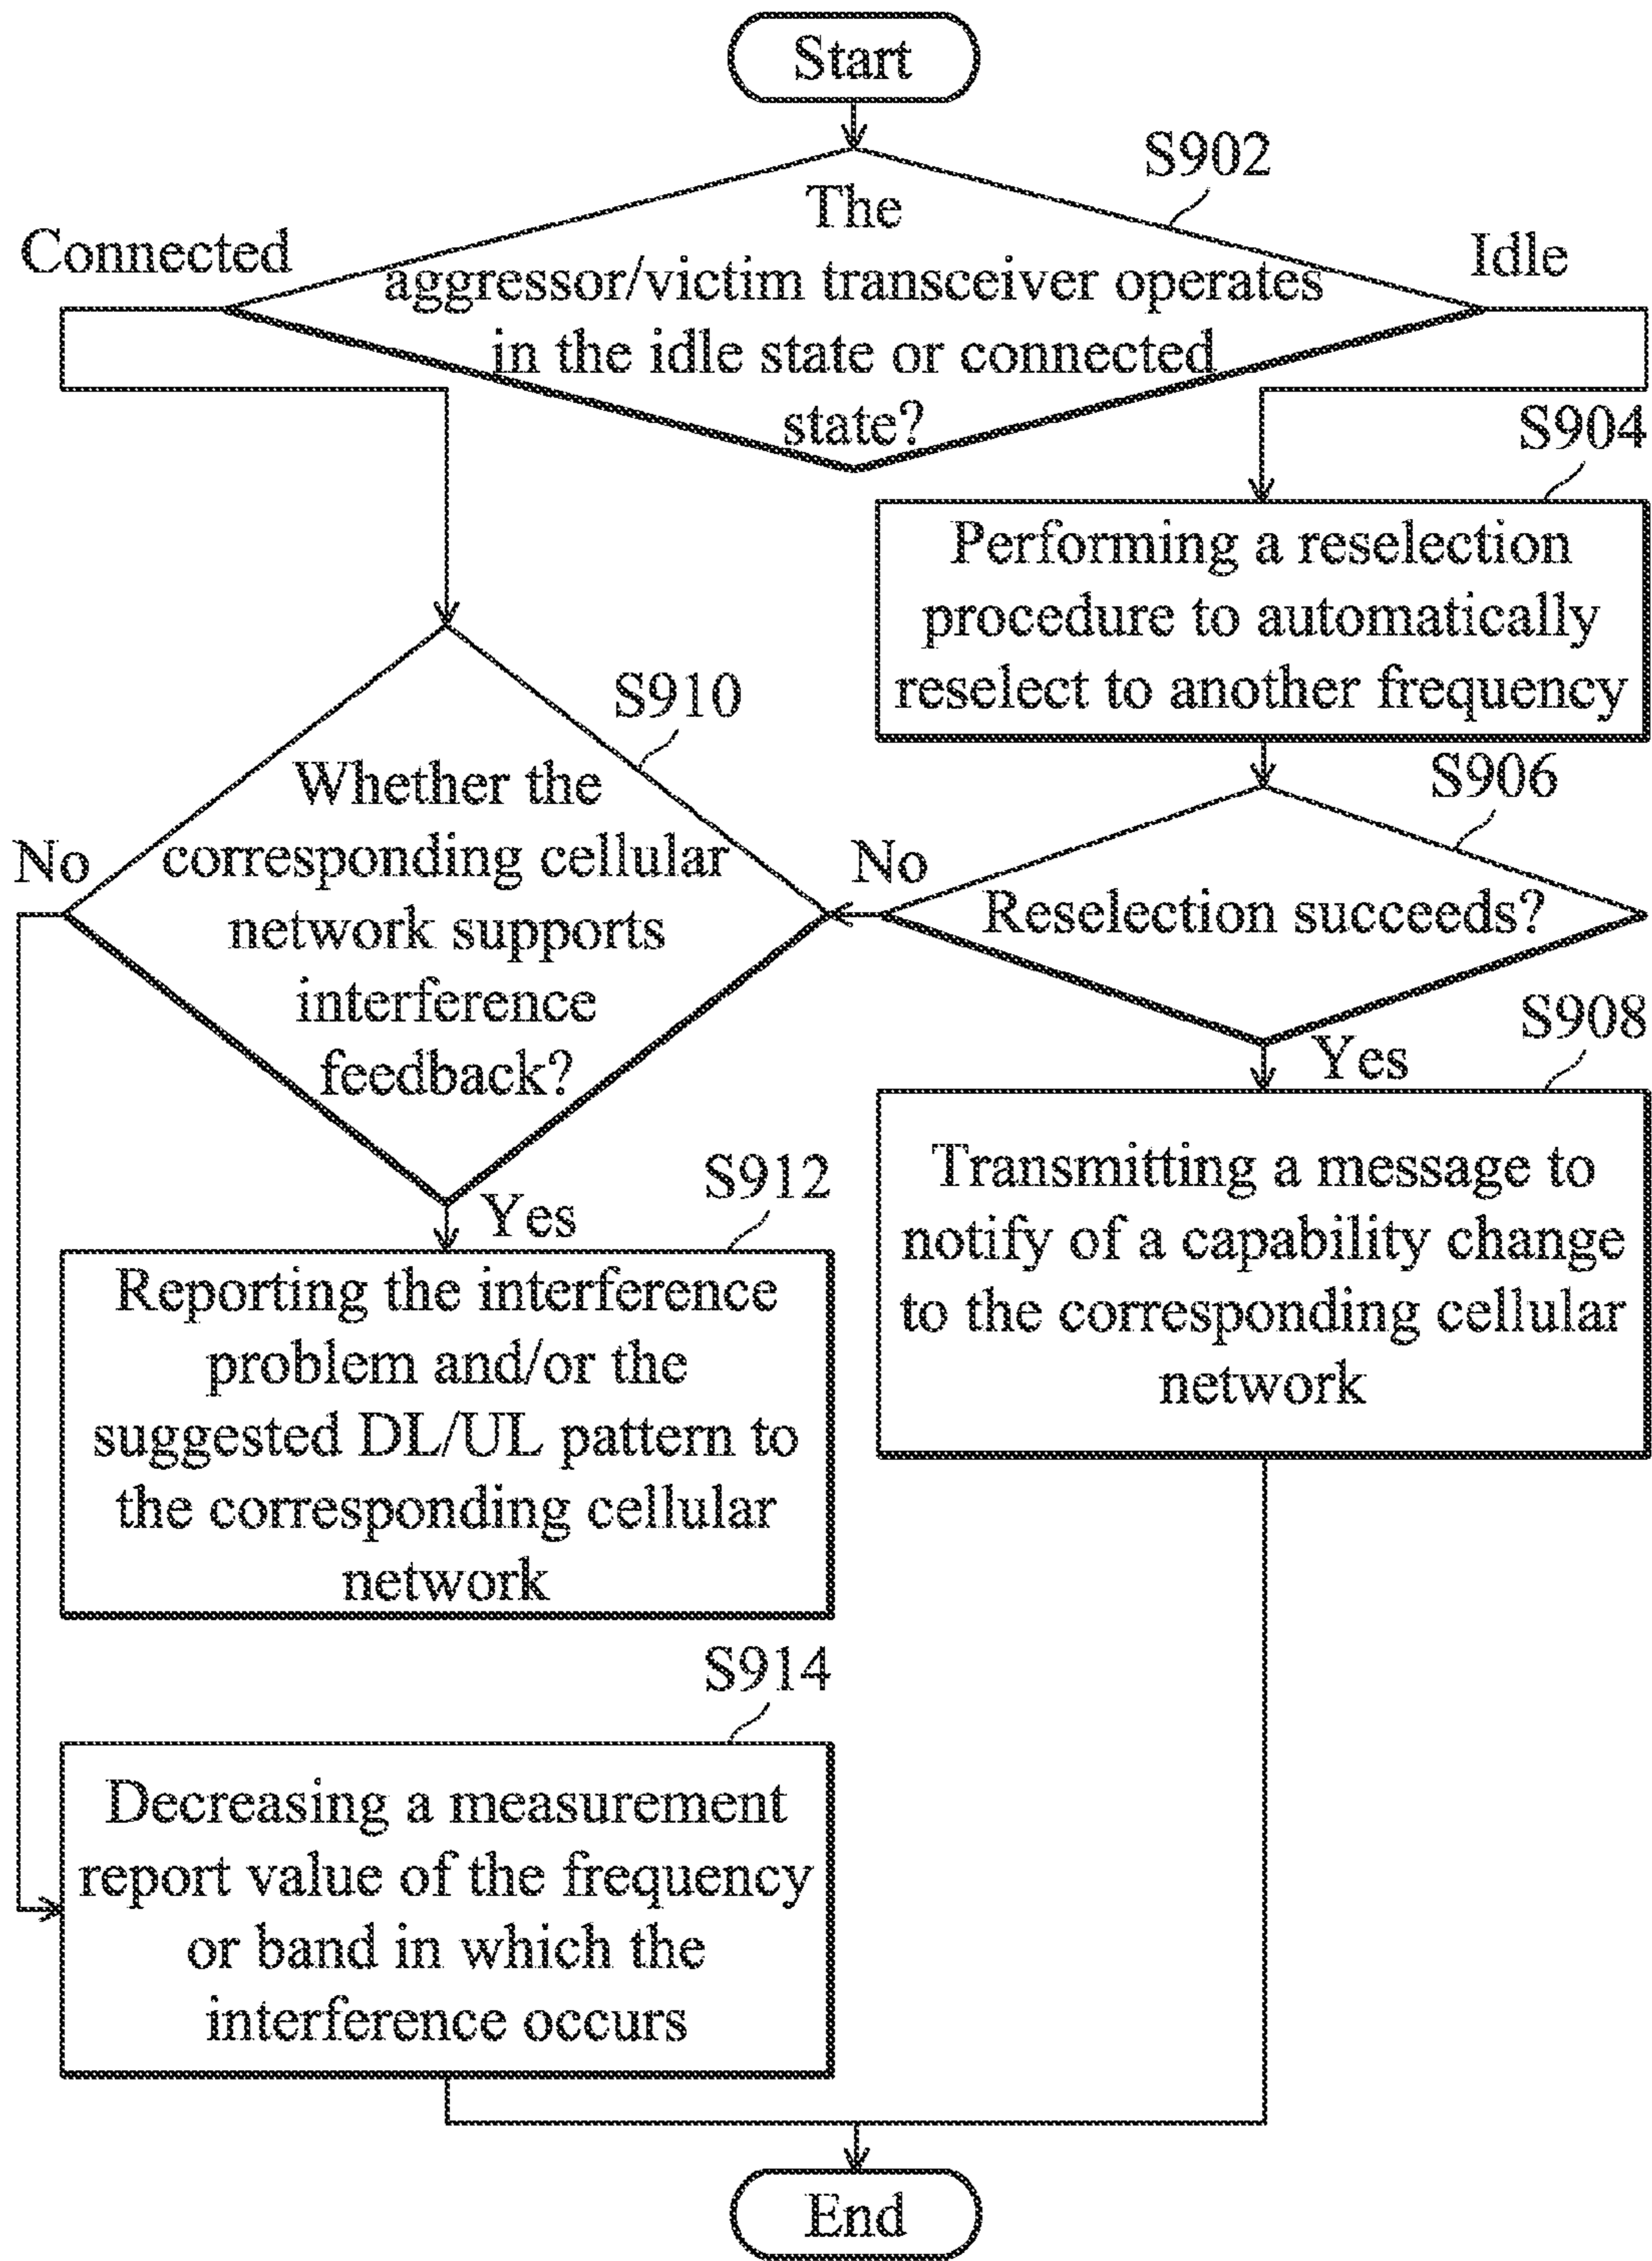 Start
S902
Connected
Idle
The
aggressor/victim transceiver operates
in the idle state or connected
state?
S904
Performing a reselection
procedure to automatically
reselect to another frequency
S906
No
Reselection succeeds?
Yes
S908
Transmitting a message to
notify of a capability change
to the corresponding cellular
network
S910
No
Whether the
corresponding cellular
network supports
interference
feedback?
Yes
S912
Reporting the interference
problem and/or the
suggested DL/UL pattern to
the corresponding cellular
network
S914
Decreasing a measurement
report value of the frequency
or band in which the
interference occurs
End